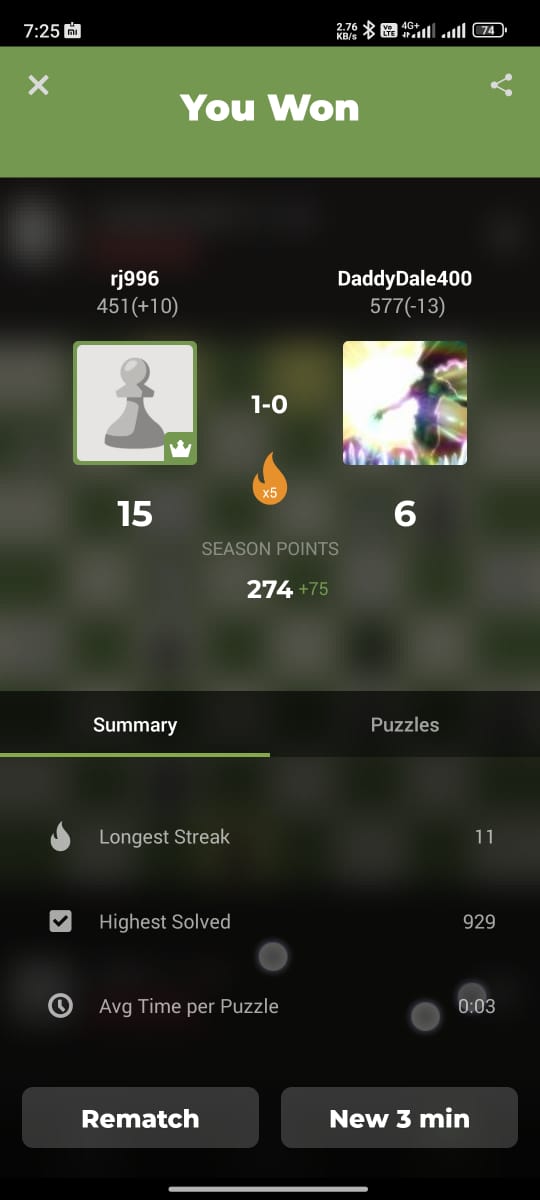 7:25
2.76 KB/s
Vo LTE
4G+
74
You Won
rj996
DaddyDale400
451(+10)
577(-13)
1-0
x5
15
6
SEASON POINTS
274 +75
Summary
Puzzles
Longest Streak
11
Highest Solved
929
Avg Time per Puzzle
0:03
Rematch
New 3 min